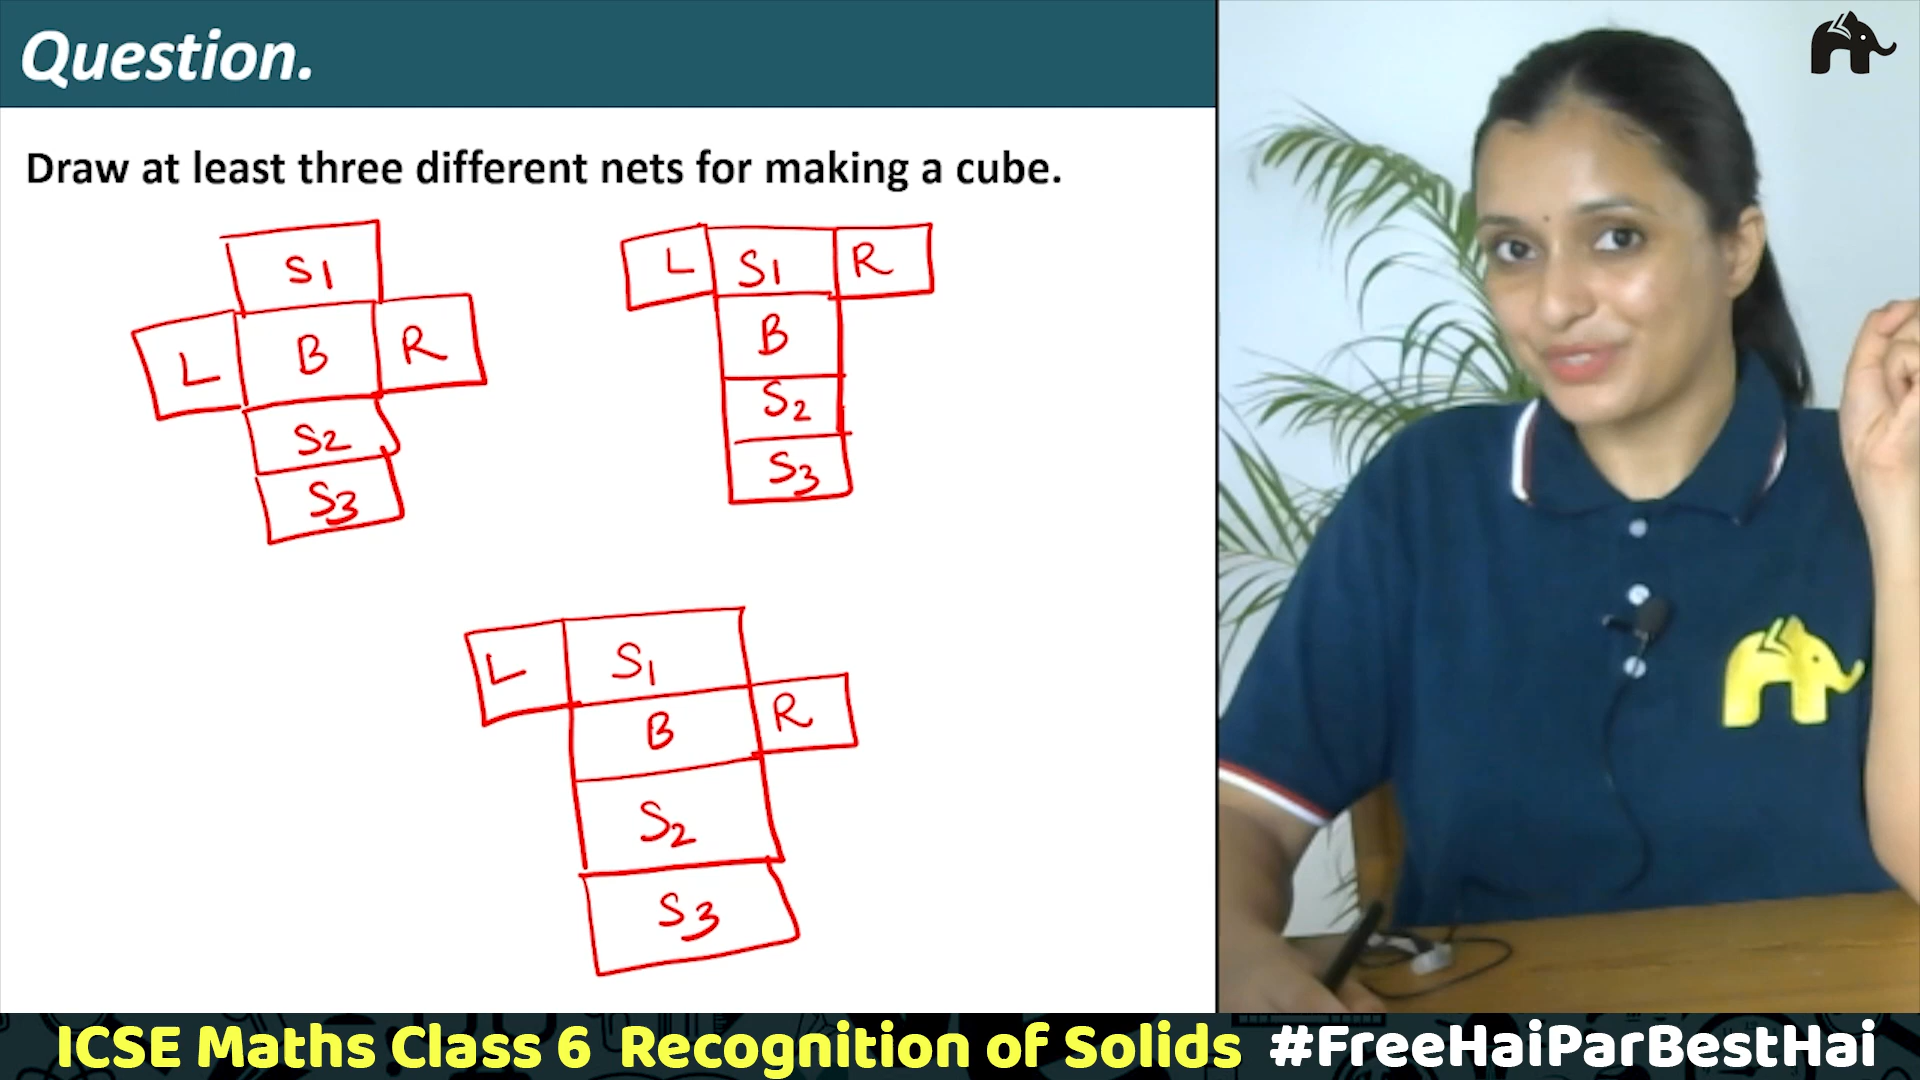 Question.
Draw at least three different nets for making a cube.
S1
L B R
S2
S3
L S1 R
B
S2
S3
L S1
B R
S2
S3
ICSE Maths Class 6 Recognition of Solids #FreeHaiParBestHai